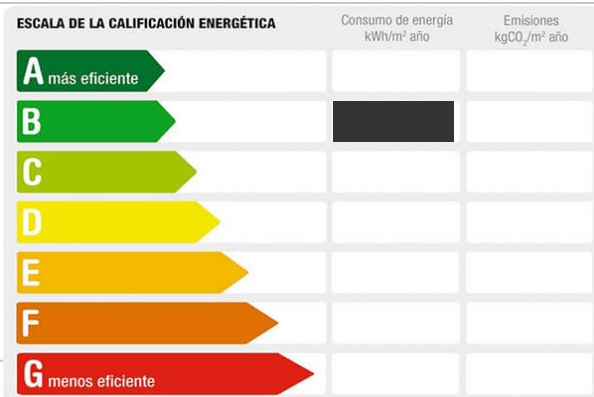 ESCALA DE LA CALIFICACIÓN ENERGÉTICA
Consumo de energía
kWh/m² año
Emisiones
kgCO₂/m² año
A más eficiente
B
C
D
E
F
G menos eficiente